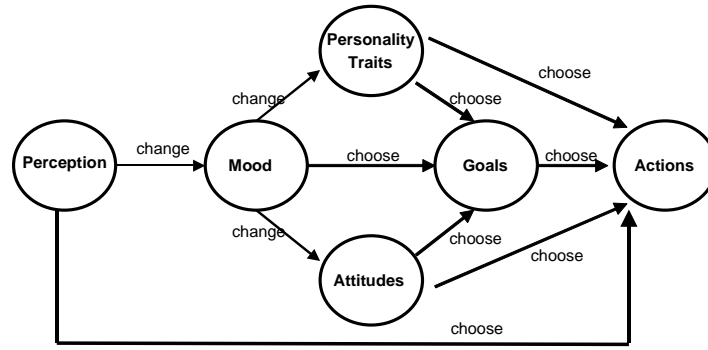 Personality
Traits
choose
change
choose
Perception
change
Mood
choose
Goals
choose
Actions
change
choose
choose
Attitudes
choose